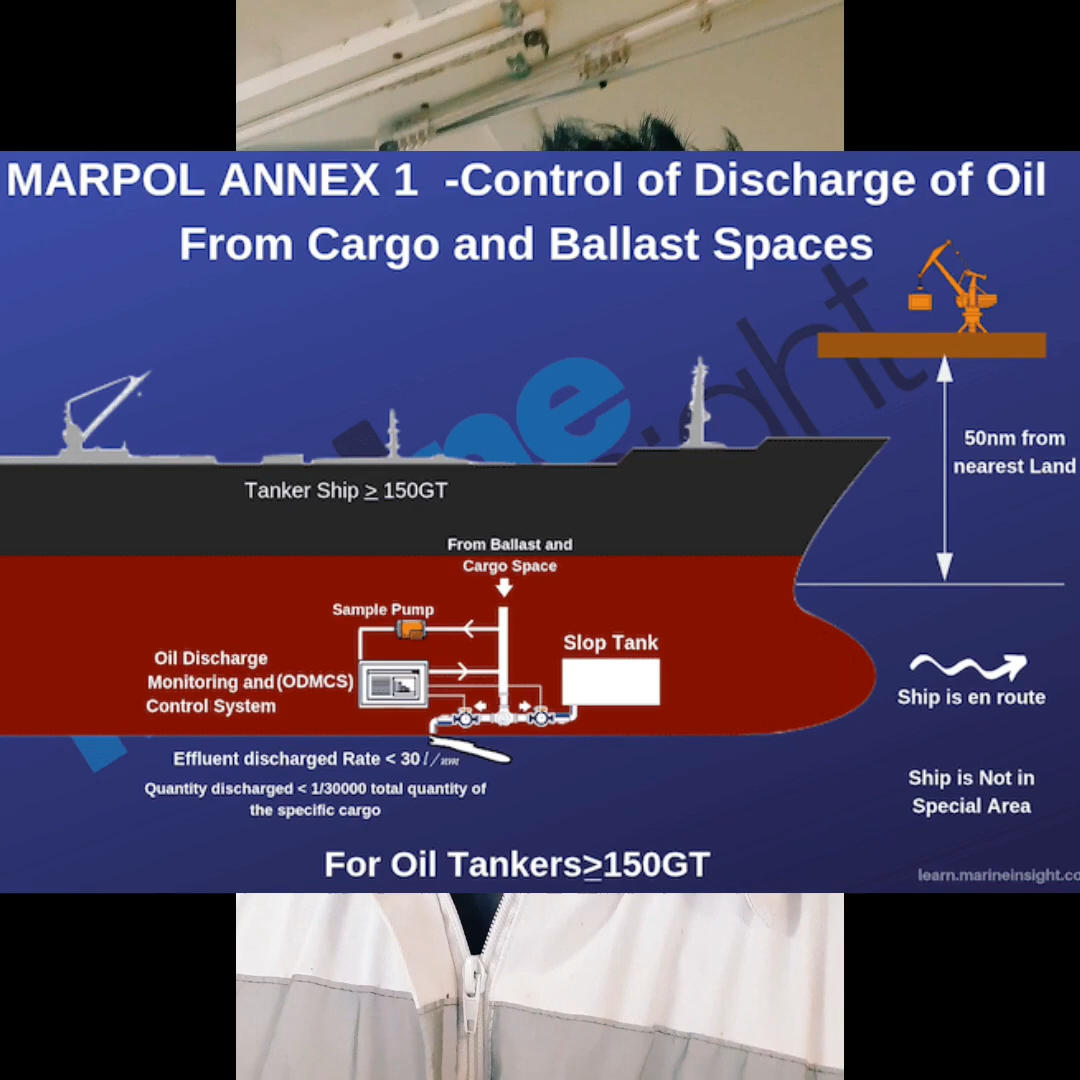 MARPOL ANNEX 1 -Control of Discharge of Oil
From Cargo and Ballast Spaces
50nm from
nearest Land
Tanker Ship ≥ 150GT
From Ballast and
Cargo Space
Sample Pump
Slop Tank
Oil Discharge
Monitoring and (ODMCS)
Control System
Ship is en route
Effluent discharged Rate < 30 l/nm
Quantity discharged < 1/30000 total quantity of
the specific cargo
Ship is Not in
Special Area
For Oil Tankers≥150GT
learn.marineinsight.co